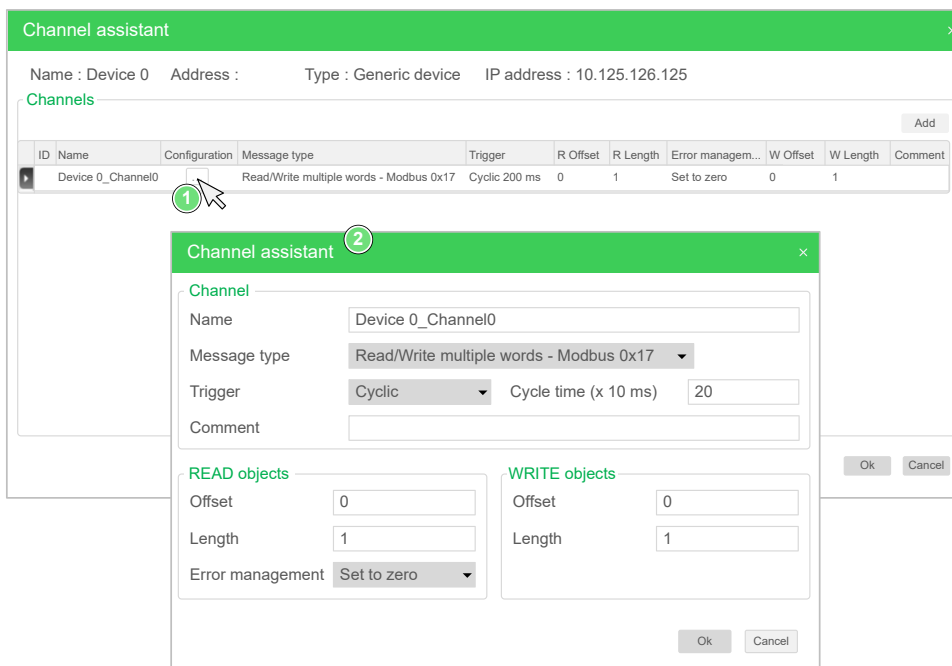 Channel assistant
Name : Device 0 Address : Type : Generic device IP address : 10.125.126.125
Channels
Add
ID Name Configuration Message type Trigger R Offset R Length Error managem... W Offset W Length Comment
Device 0_Channel0 ... Read/Write multiple words - Modbus 0x17 Cyclic 200 ms 0 1 Set to zero 0 1
1
2
Channel assistant ×
Channel
Name Device 0_Channel0
Message type Read/Write multiple words - Modbus 0x17
Trigger Cyclic Cycle time (x 10 ms) 20
Comment
READ objects
Offset 0
Length 1
Error management Set to zero
WRITE objects
Offset 0
Length 1
Ok Cancel
Ok Cancel